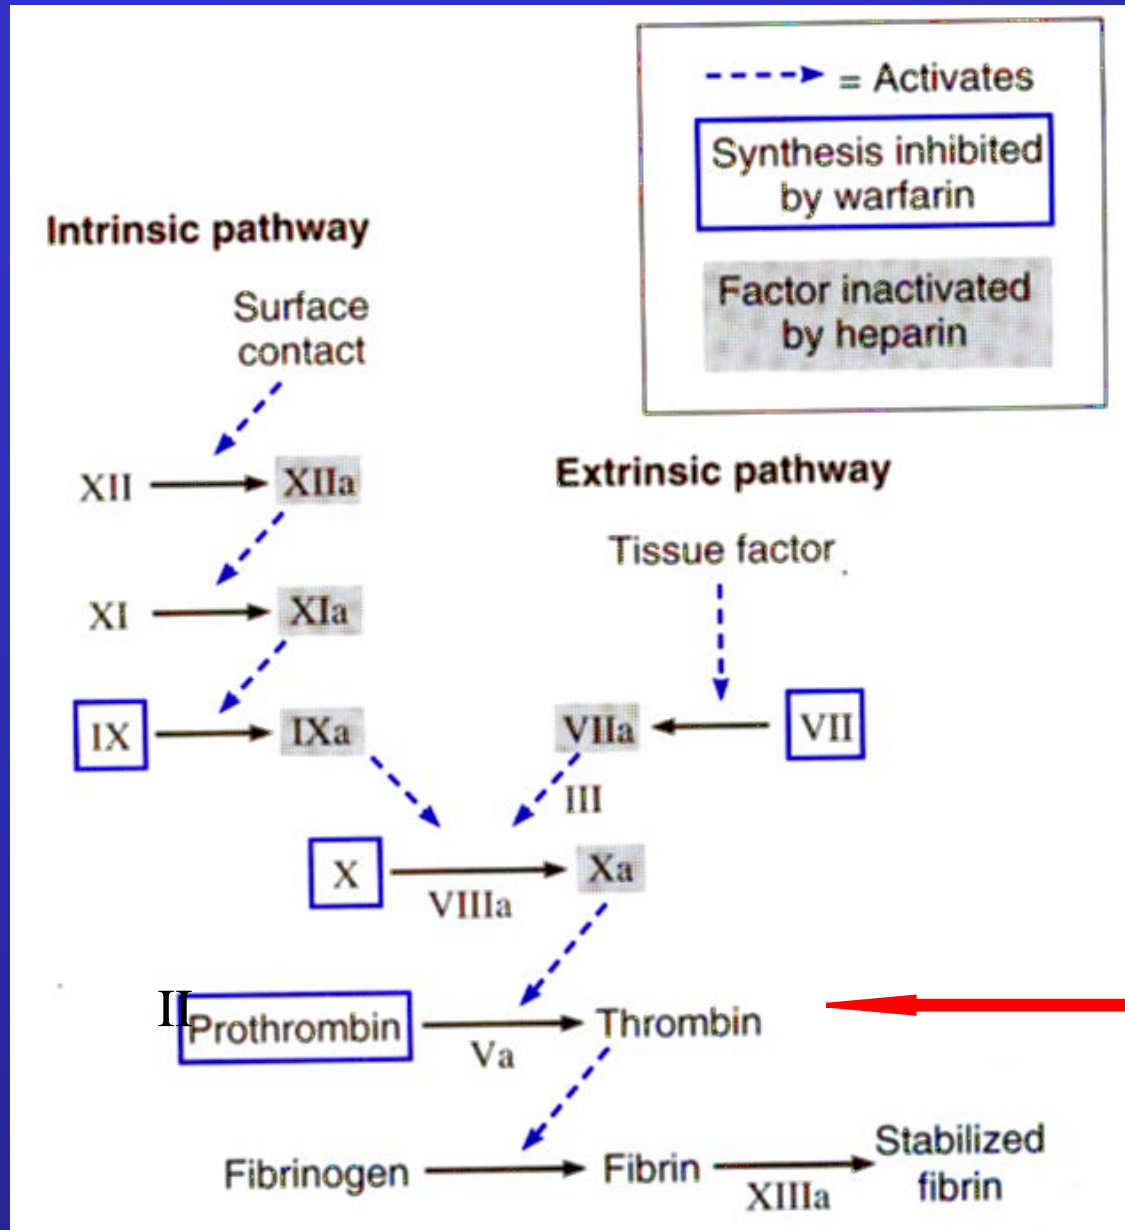 = Activates
Synthesis inhibited
by warfarin
Factor inactivated
by heparin
Intrinsic pathway
Surface
contact
XII XIIa
Extrinsic pathway
Tissue factor
XI XIa
IX IXa VIIa VII
III
X Xa
VIIIa
II
Prothrombin Thrombin
Va
Fibrinogen Fibrin Stabilized
fibrin
XIIIa